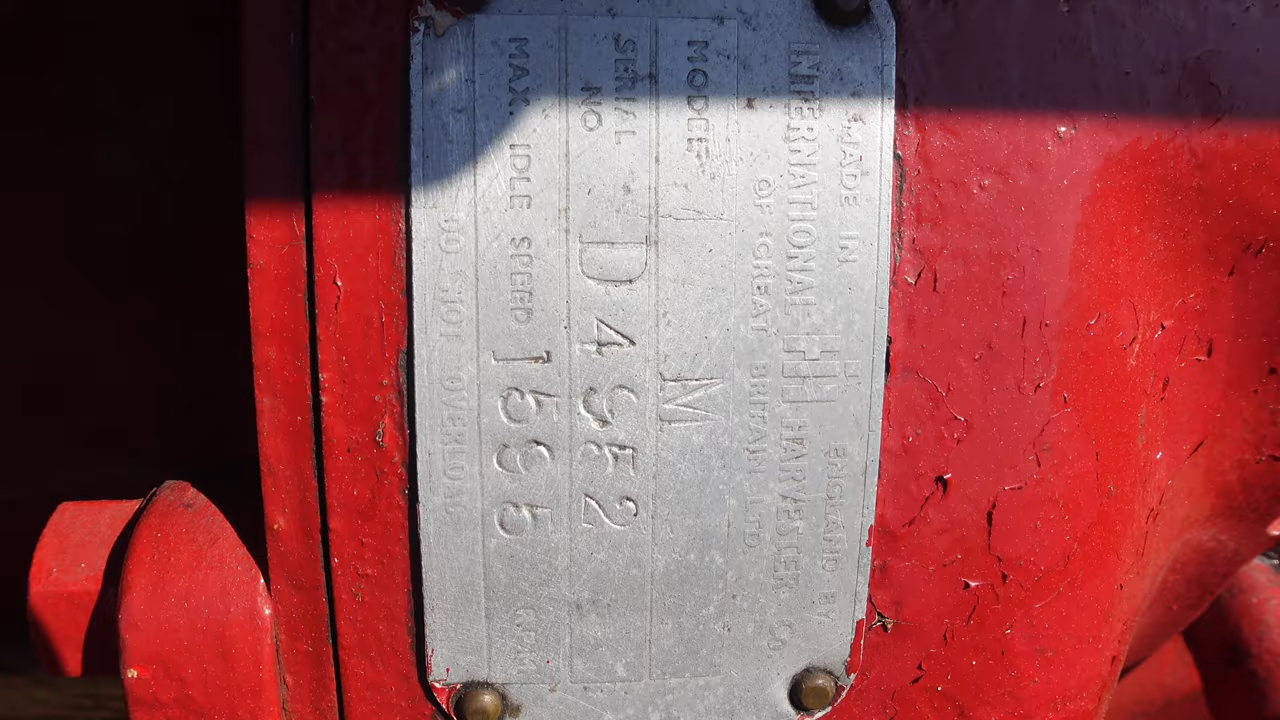 MADE IN ENGLAND BY
INTERNATIONAL IH HARVESTER CO
OF GREAT BRITAIN LTD
MODEL M
SERIAL NO D4952
MAX. IDLE SPEED 1595 R.P.M.
DO NOT OVERLOAD